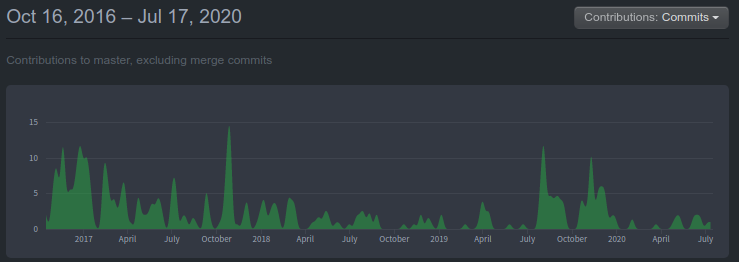 Oct 16, 2016 – Jul 17, 2020
Contributions: Commits
Contributions to master, excluding merge commits
15
10
5
0
2017 April July October 2018 April July October 2019 April July October 2020 April July